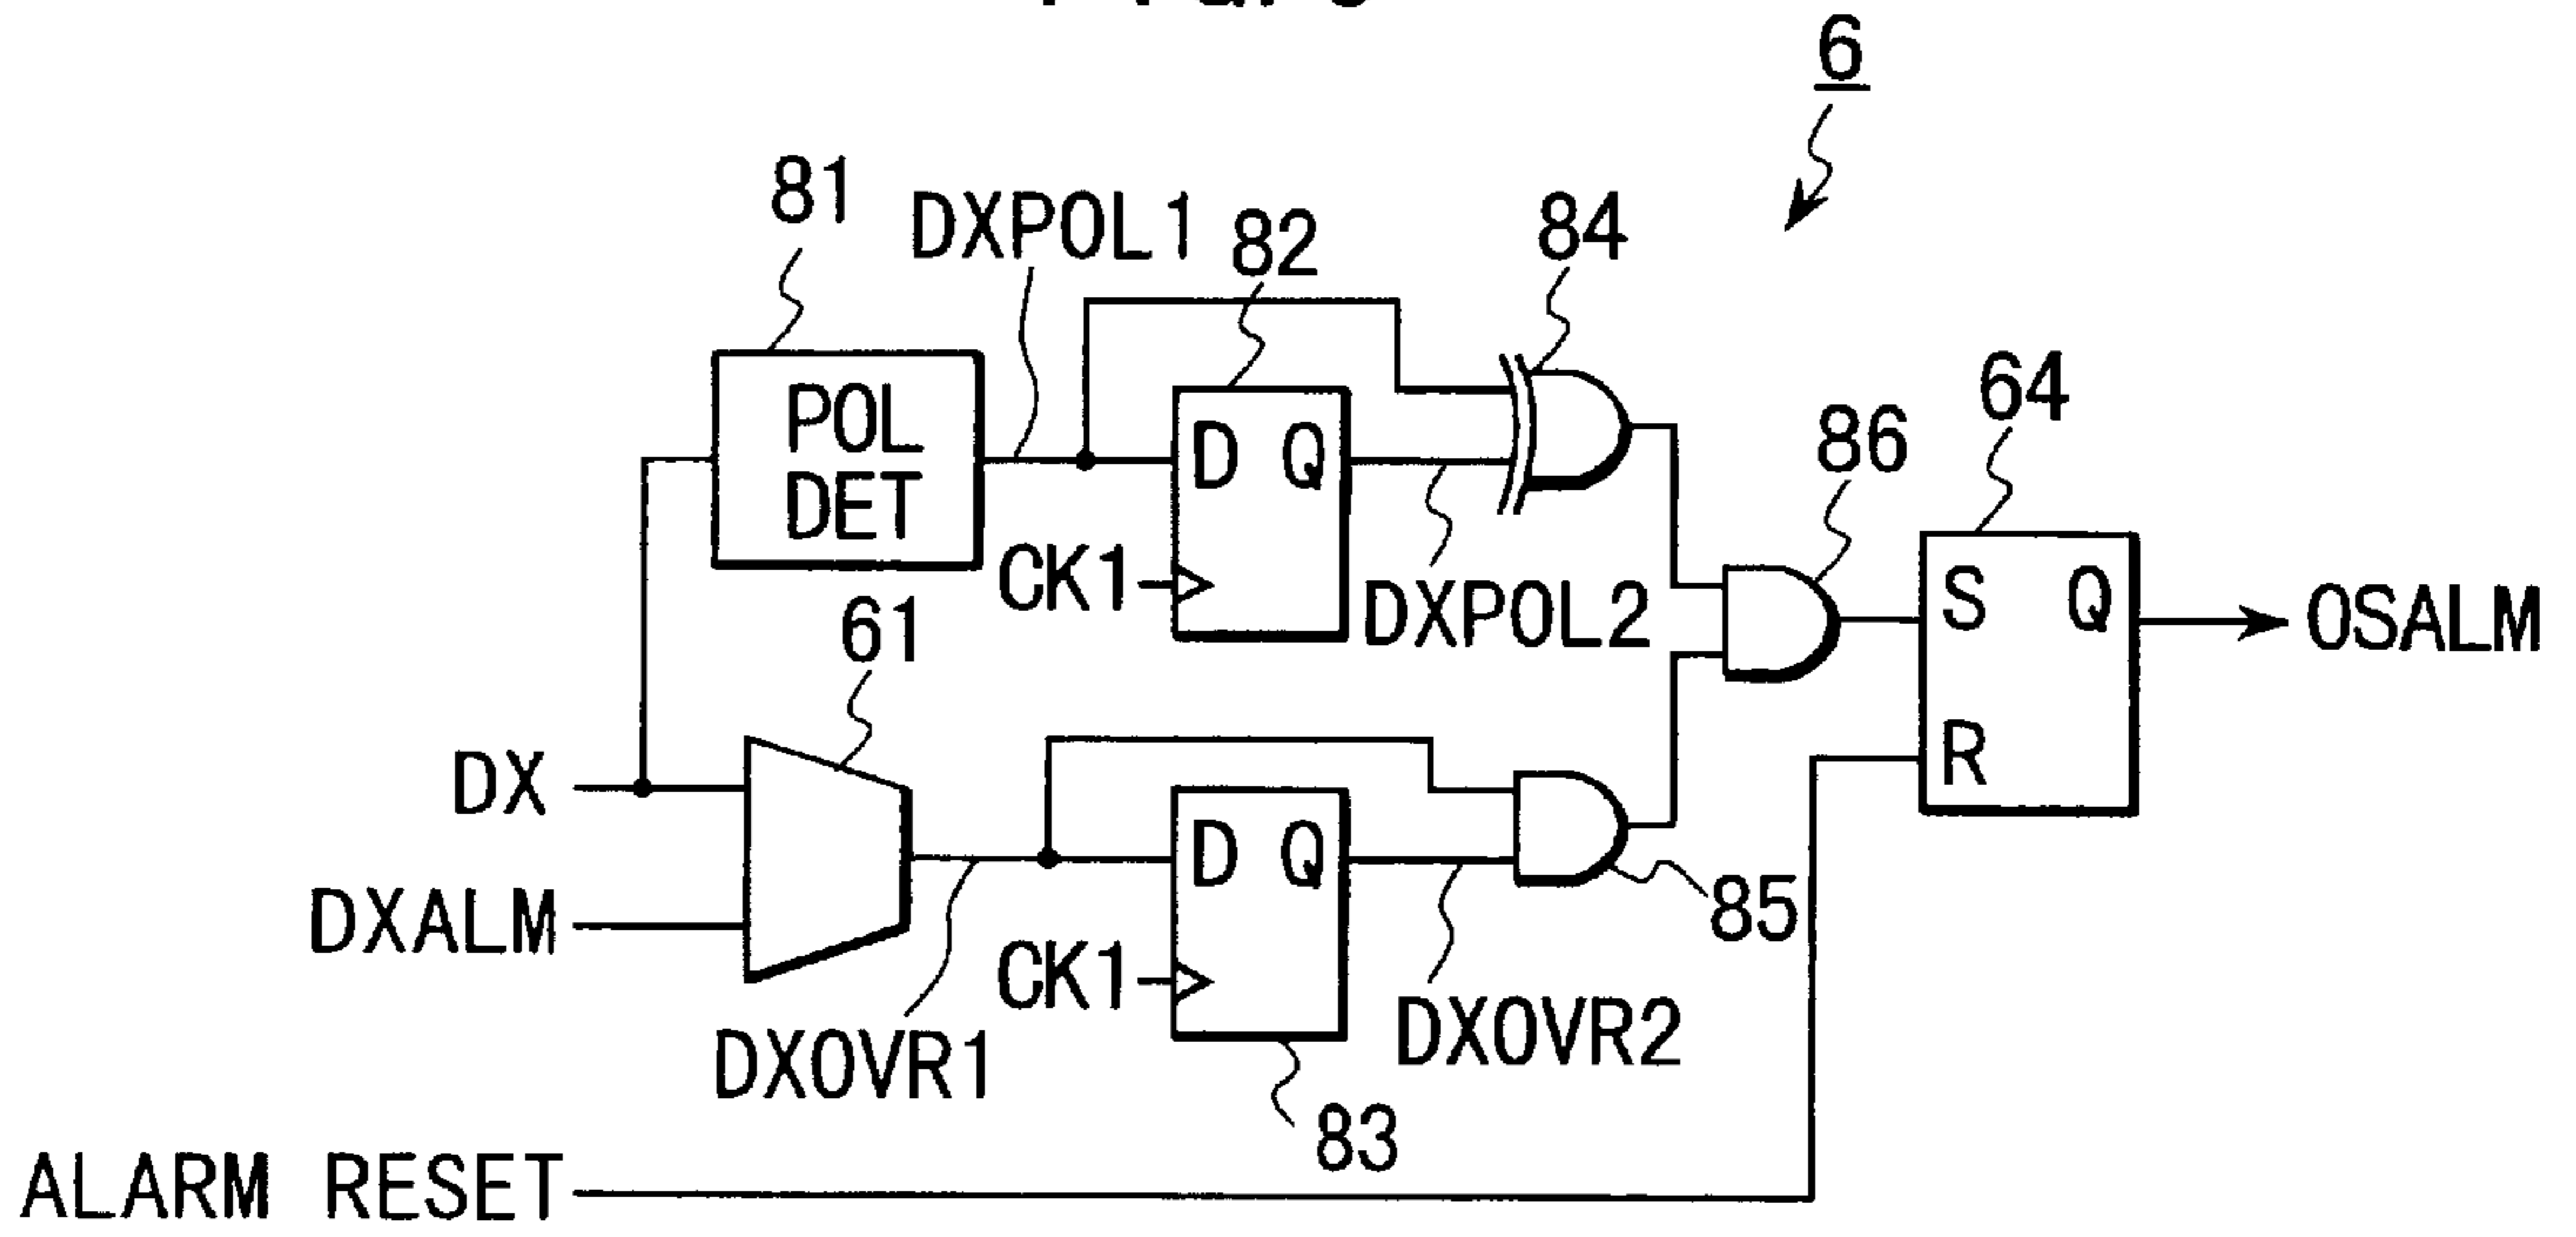 6
81
DXPOL1
82
84
POL
DET
D Q
CK1
DXPOL2
86
64
S Q
R
OSALM
61
DX
DXALM
DXOVR1
D Q
CK1
DXOVR2
85
83
ALARM RESET